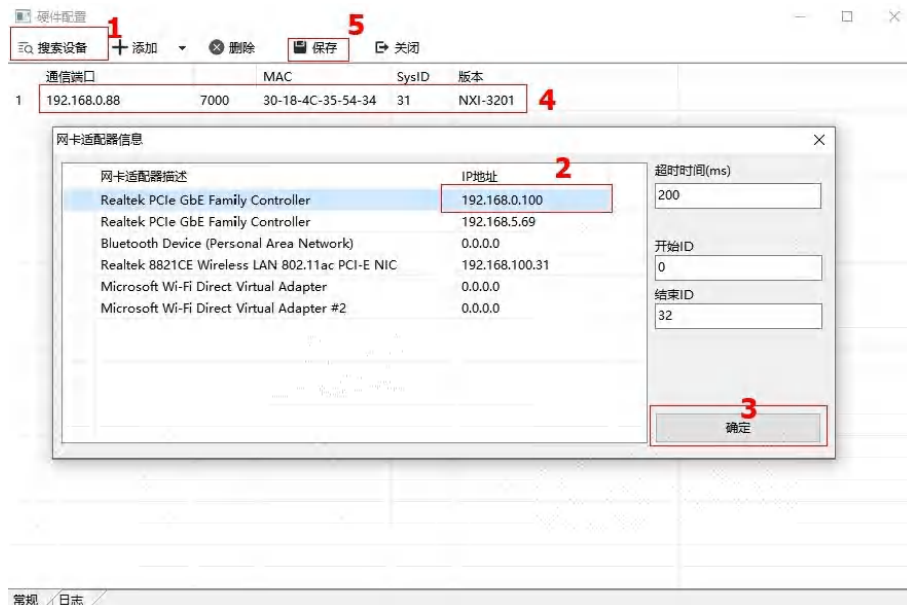 硬件配置
1
5
搜索设备 添加 删除 保存 关闭
通信端口 MAC SysID 版本
1 192.168.0.88 7000 30-18-4C-35-54-34 31 NXI-3201
4
网卡适配器信息
2
网卡适配器描述 IP地址 超时时间(ms)
Realtek PCIe GbE Family Controller 192.168.0.100 200
Realtek PCIe GbE Family Controller 192.168.5.69
Bluetooth Device (Personal Area Network) 0.0.0.0 开始ID
Realtek 8821CE Wireless LAN 802.11ac PCI-E NIC 192.168.100.31 0
Microsoft Wi-Fi Direct Virtual Adapter 0.0.0.0 结束ID
Microsoft Wi-Fi Direct Virtual Adapter #2 0.0.0.0 32
3
确定
常规 日志